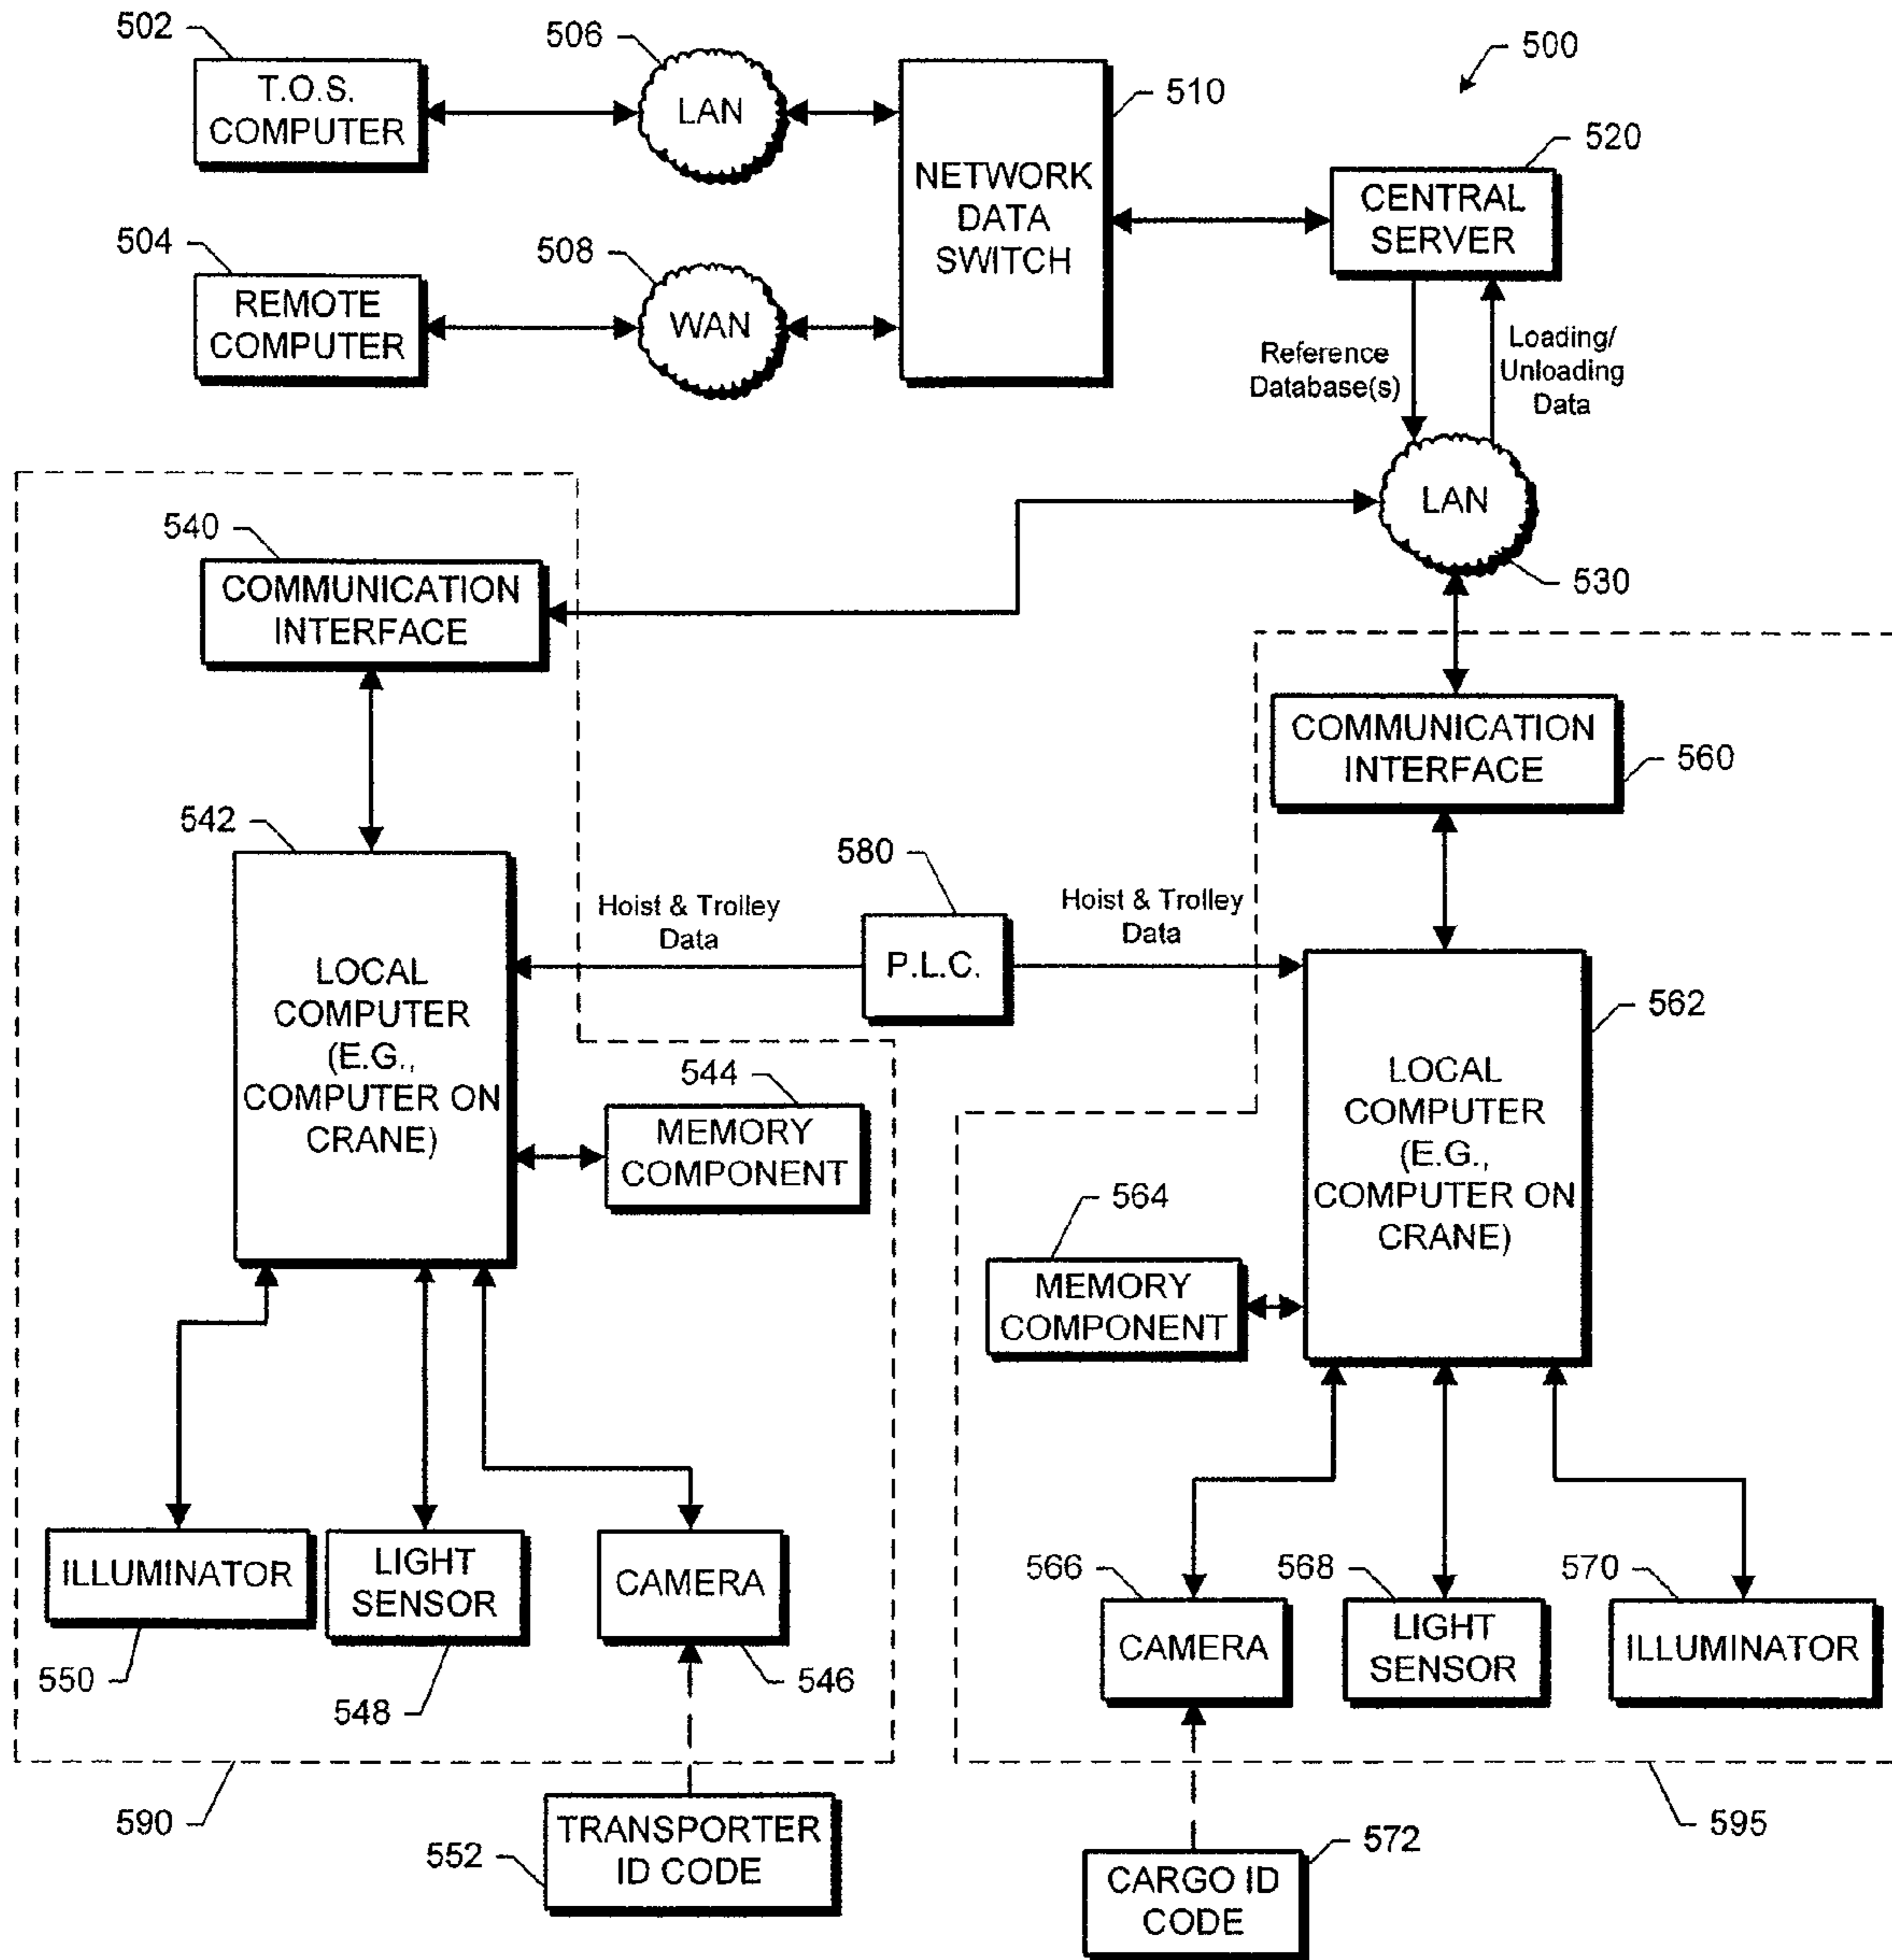 502
T.O.S.
COMPUTER
506
LAN
510
NETWORK
DATA
SWITCH
500
520
CENTRAL
SERVER
504
REMOTE
COMPUTER
508
WAN
Reference
Database(s)
Loading/
Unloading
Data
LAN
530
540
COMMUNICATION
INTERFACE
COMMUNICATION
INTERFACE
560
542
LOCAL
COMPUTER
(E.G.,
COMPUTER ON
CRANE)
Hoist & Trolley
Data
580
P.L.C.
Hoist & Trolley
Data
562
LOCAL
COMPUTER
(E.G.,
COMPUTER ON
CRANE)
544
MEMORY
COMPONENT
564
MEMORY
COMPONENT
ILLUMINATOR
550
LIGHT
SENSOR
548
CAMERA
546
566
CAMERA
568
LIGHT
SENSOR
570
ILLUMINATOR
590
552
TRANSPORTER
ID CODE
572
CARGO ID
CODE
595